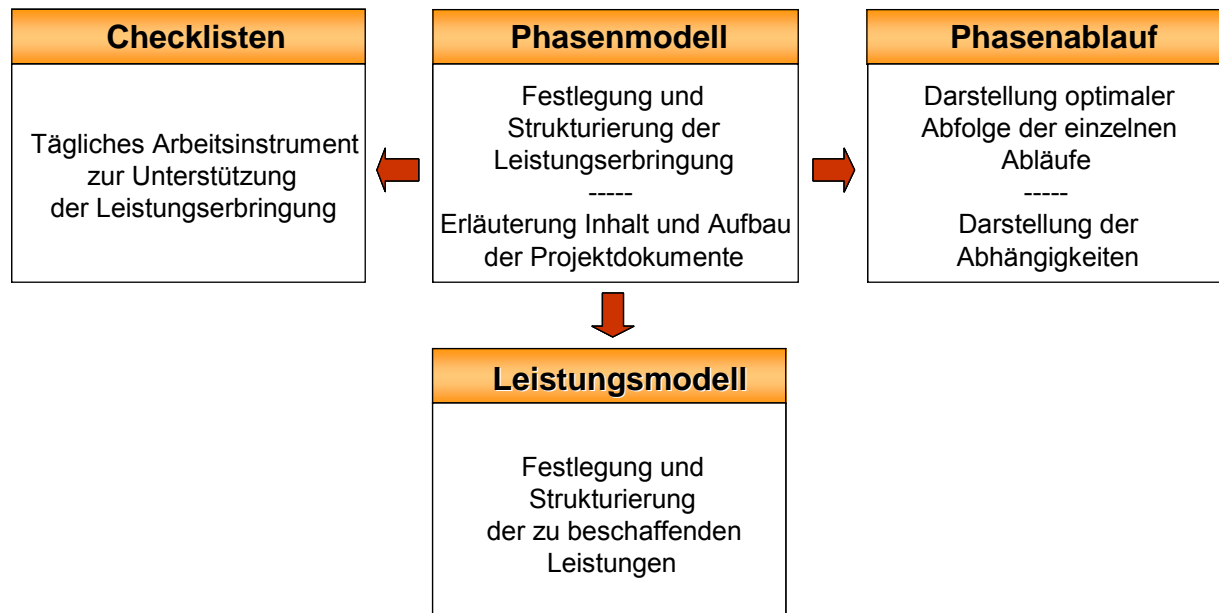 Checklisten
Tägliches Arbeitsinstrument
zur Unterstützung
der Leistungserbringung
Phasenmodell
Festlegung und
Strukturierung der
Leistungserbringung
-----
Erläuterung Inhalt und Aufbau
der Projektdokumente
Phasenablauf
Darstellung optimaler
Abfolge der einzelnen
Abläufe
-----
Darstellung der
Abhängigkeiten
Leistungsmodell
Festlegung und
Strukturierung
der zu beschaffenden
Leistungen